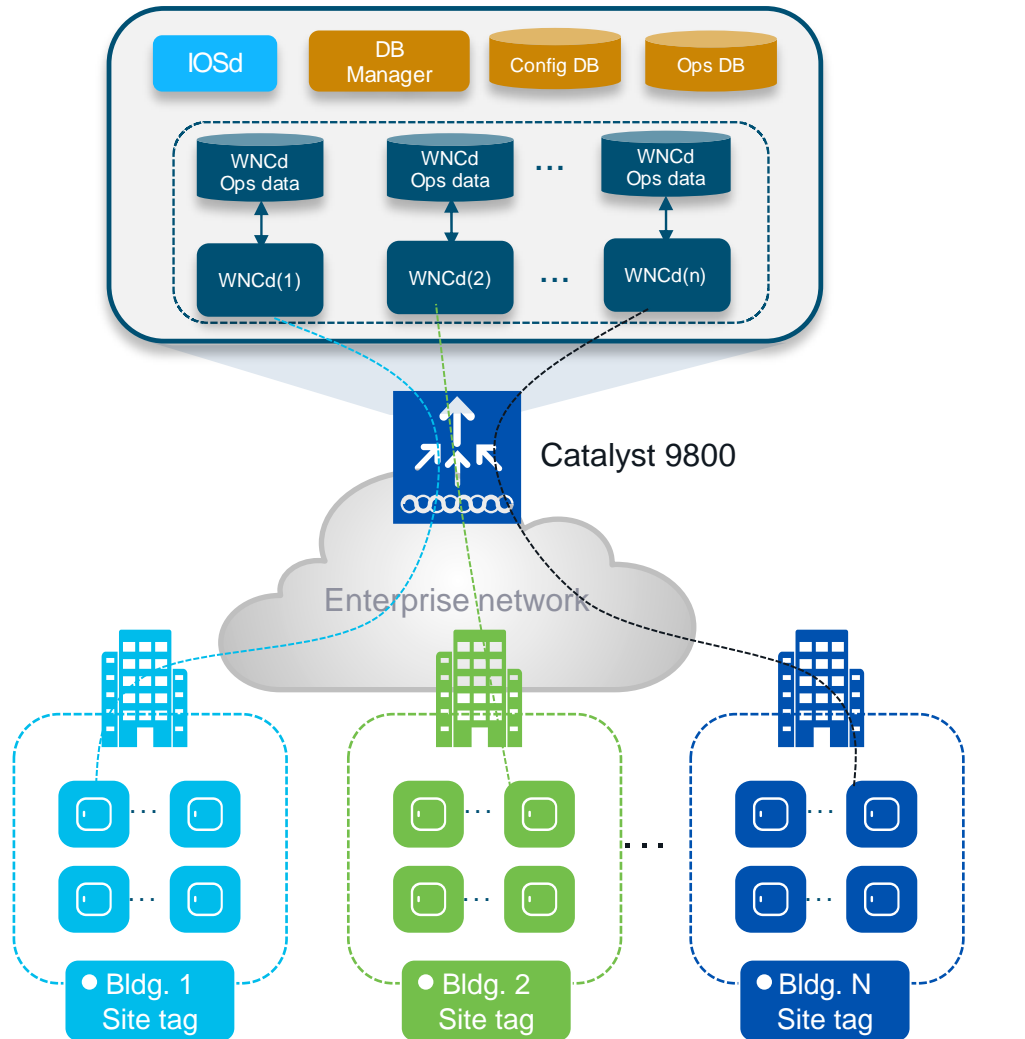 IOSd
DB
Manager
Config DB
Ops DB
WNCd
Ops data
WNCd
Ops data
...
WNCd
Ops data
WNCd(1)
WNCd(2)
...
WNCd(n)
Catalyst 9800
Enterprise network
...
...
...
...
...
...
...
● Bldg. 1
Site tag
● Bldg. 2
Site tag
● Bldg. N
Site tag